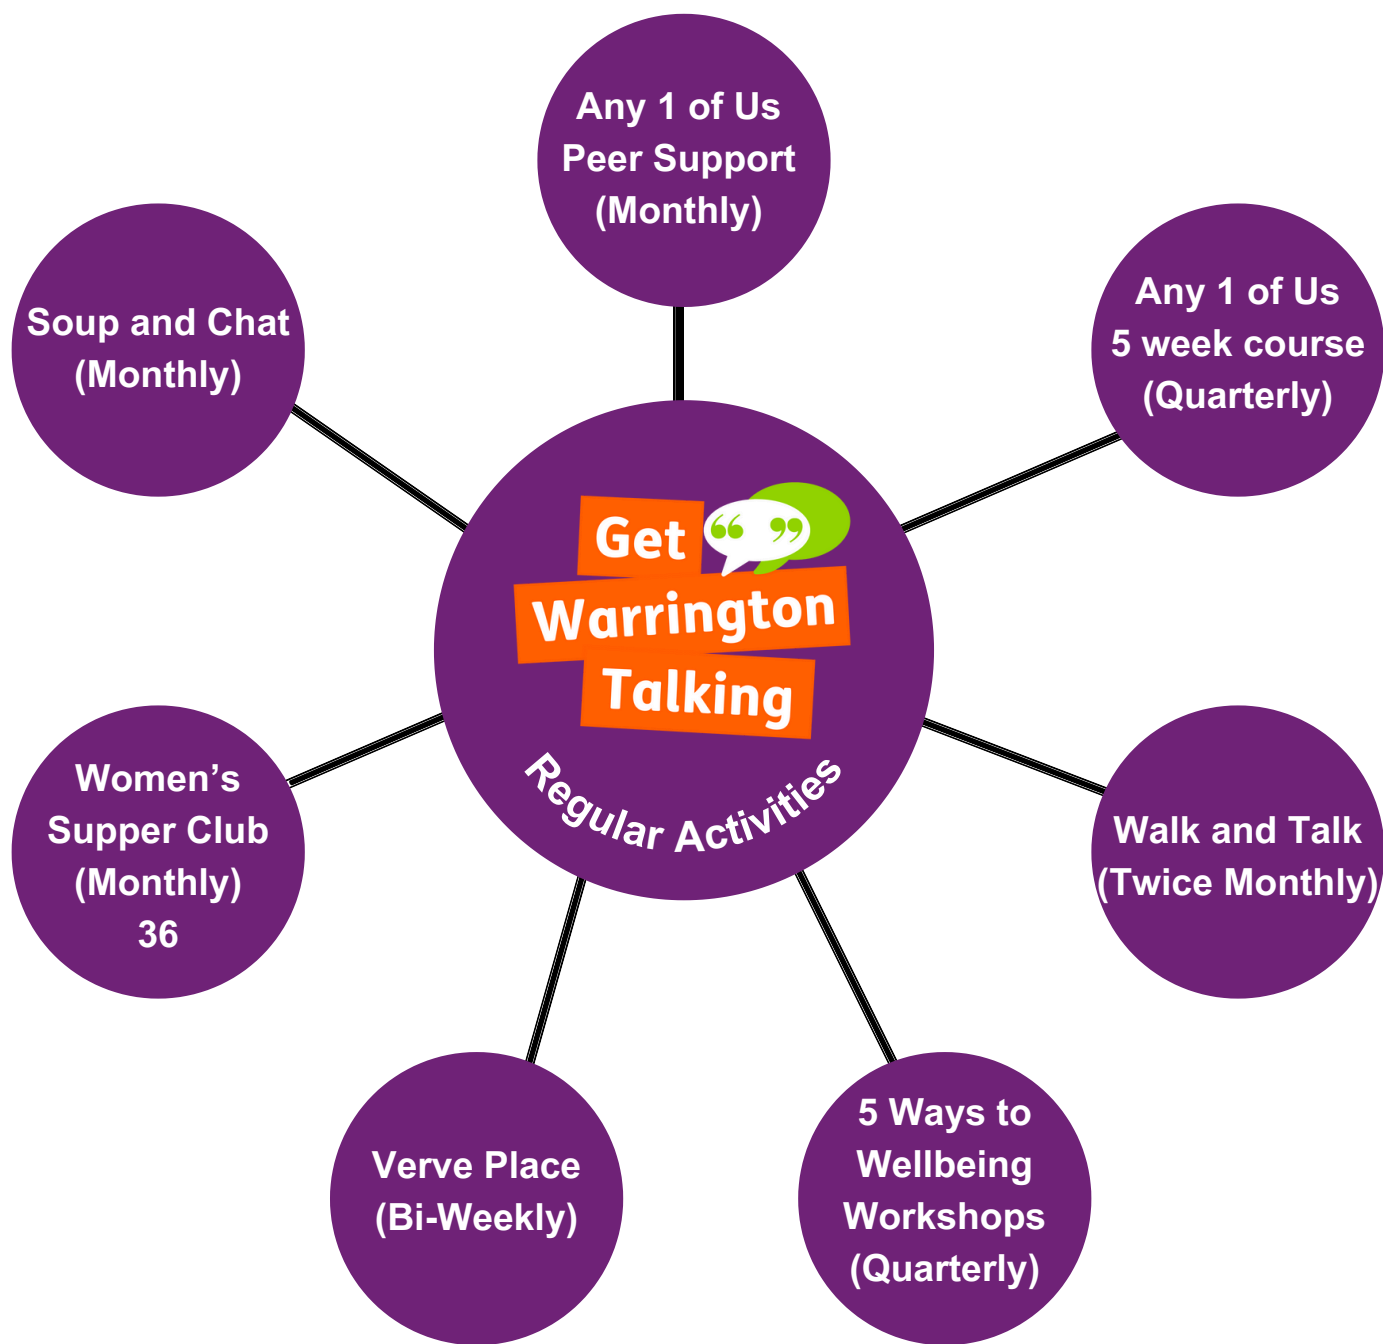 Any 1 of Us
Peer Support
(Monthly)
Any 1 of Us
5 week course
(Quarterly)
Soup and Chat
(Monthly)
Get
“ ”
Warrington
Talking
Regular Activities
Women’s
Supper Club
(Monthly)
36
Walk and Talk
(Twice Monthly)
Verve Place
(Bi-Weekly)
5 Ways to
Wellbeing
Workshops
(Quarterly)